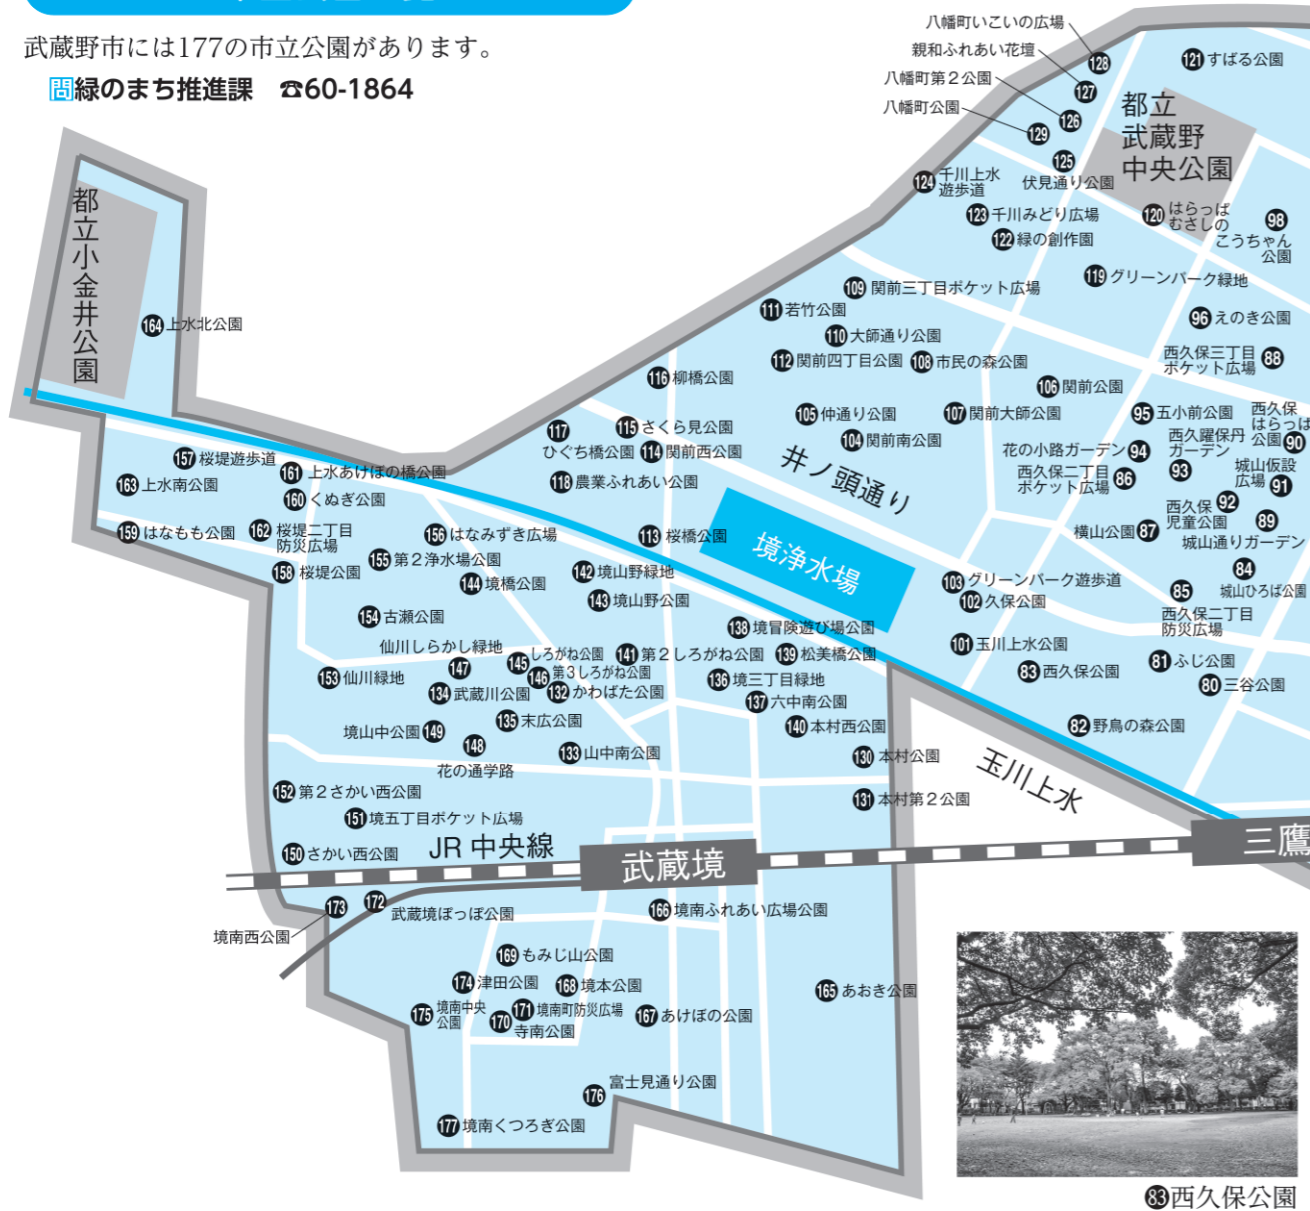 武蔵野市には177の市立公園があります。
問緑のまち推進課 ☎60-1864
八幡町いこいの広場
親和ふれあい花壇
八幡町第2公園
八幡町公園
128
127
126
129
125
伏見通り公園
121 すばる公園
都立
武蔵野
中央公園
124 千川上水
遊歩道
123 千川みどり広場
122 緑の創作園
120 はらっぱ
むさしの
98
こうちゃん
公園
119 グリーンパーク緑地
109 関前三丁目ポケット広場
111 若竹公園
110 大師通り公園
112 関前四丁目公園
108 市民の森公園
96 えのき公園
西久保三丁目
ポケット広場 88
106 関前公園
116 柳橋公園
105 仲通り公園
107 関前大師公園
95 五小前公園
西久保
はらっぱ
公園 90
104 関前南公園
花の小路ガーデン 94
西久曜保丹
ガーデン
93
西久保二丁目
ポケット広場 86
城山仮設
広場 91
117
ひぐち橋公園
115 さくら見公園
114 関前西公園
118 農業ふれあい公園
井ノ頭通り
西久保
児童公園 92
89
城山通りガーデン
横山公園 87
84
城山ひろば公園
85
西久保二丁目
防災広場
都立小金井公園
164 上水北公園
157 桜堤遊歩道
163 上水南公園
161 上水あけぼの橋公園
160 くぬぎ公園
159 はなもも公園
162 桜堤二丁目
防災広場
156 はなみずき広場
155 第2浄水場公園
158 桜堤公園
113 桜橋公園
境浄水場
144 境橋公園
142 境山野緑地
143 境山野公園
103 グリーンパーク遊歩道
102 久保公園
154 古瀬公園
138 境冒険遊び場公園
139 松美橋公園
101 玉川上水公園
83 西久保公園
81 ふじ公園
80 三谷公園
82 野鳥の森公園
仙川しらかし緑地
147
145 しろがね公園
146 第3しろがね公園
141 第2しろがね公園
153 仙川緑地
134 武蔵川公園
132 かわばた公園
136 境三丁目緑地
137 六中南公園
135 末広公園
境山中公園 149
148
花の通学路
133 山中南公園
140 本村西公園
130 本村公園
131 本村第2公園
玉川上水
152 第2さかい西公園
151 境五丁目ポケット広場
150 さかい西公園
JR 中央線
武蔵境
三鷹
173
境南西公園
172
武蔵境ぽっぽ公園
166 境南ふれあい広場公園
169 もみじ山公園
174 津田公園
168 境本公園
165 あおき公園
175 境南中央
公園
171 境南町防災広場
170 寺南公園
167 あけぼの公園
富士見通り公園
176
177 境南くつろぎ公園
83西久保公園